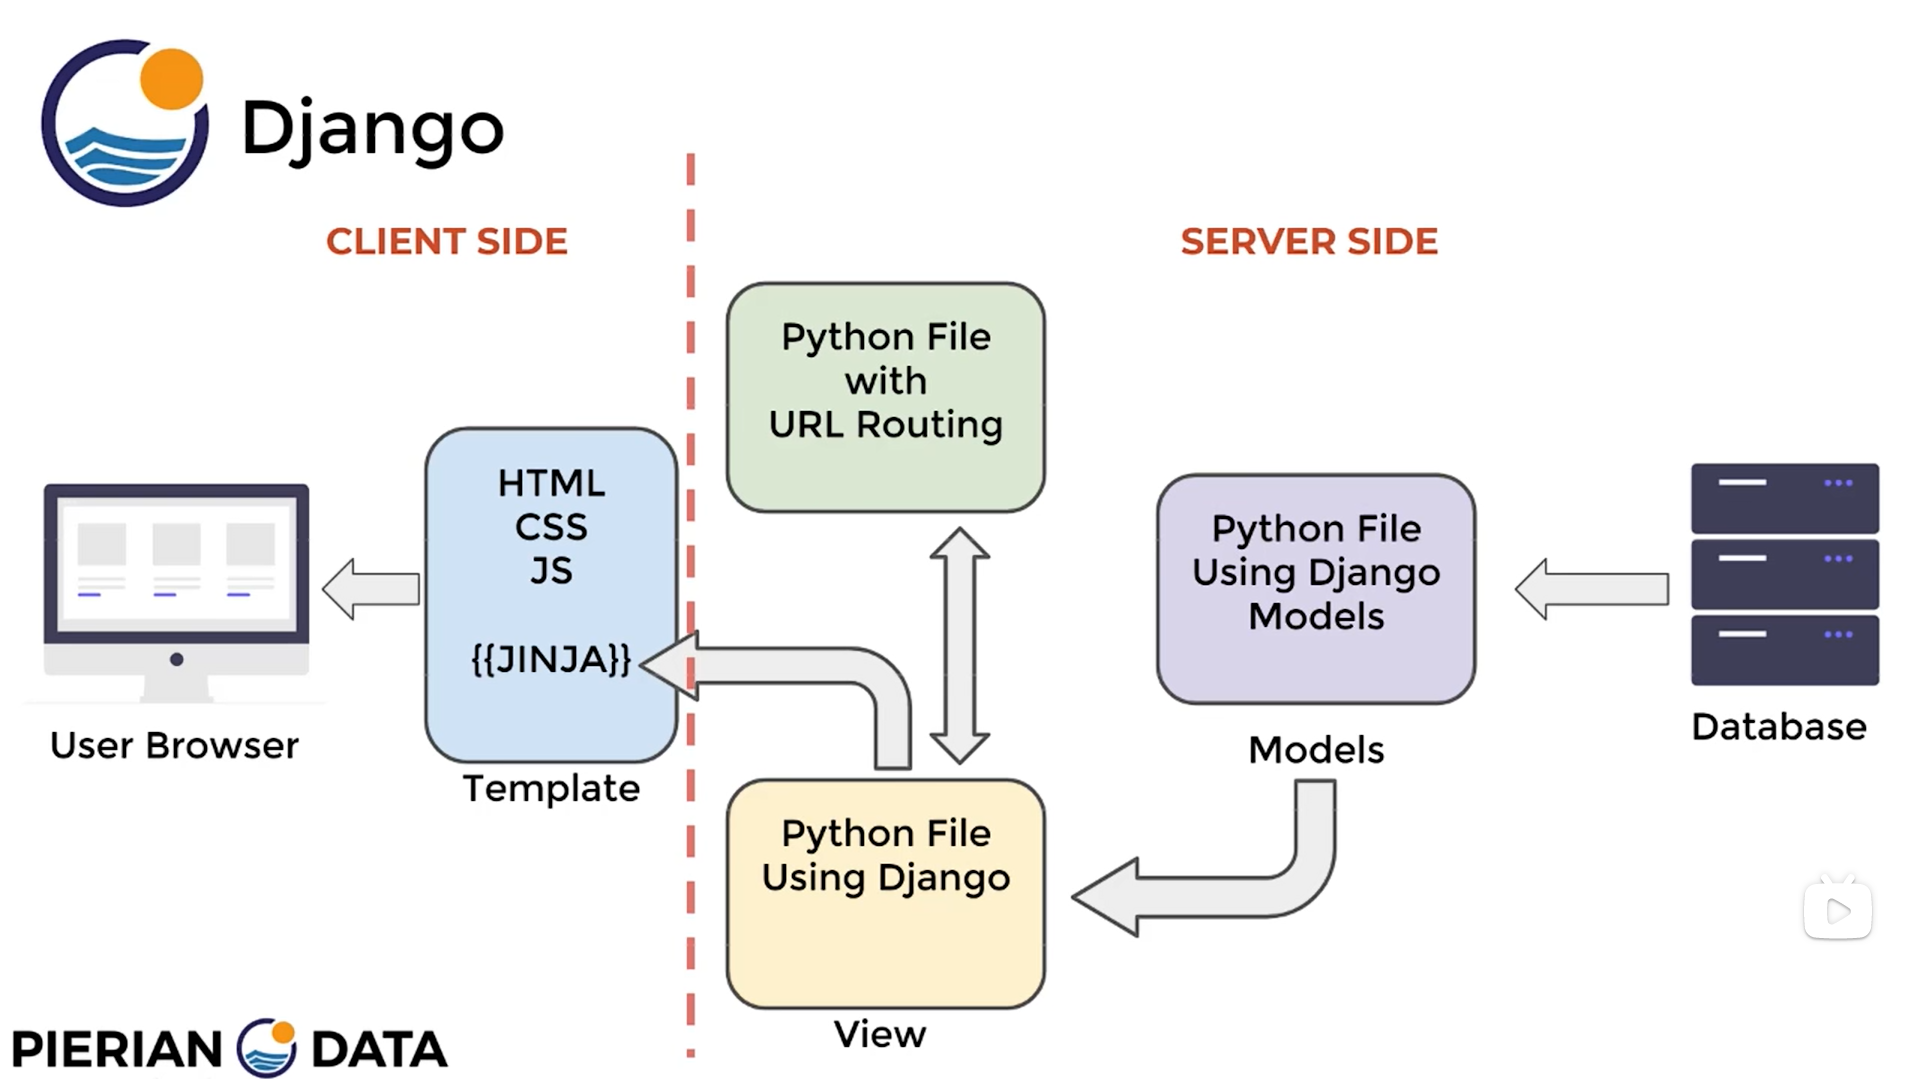 Django
CLIENT SIDE
SERVER SIDE
Python File
with
URL Routing
HTML
CSS
JS
{{JINJA}}
Template
User Browser
Python File
Using Django
Models
Models
Database
Python File
Using Django
View
PIERIAN DATA